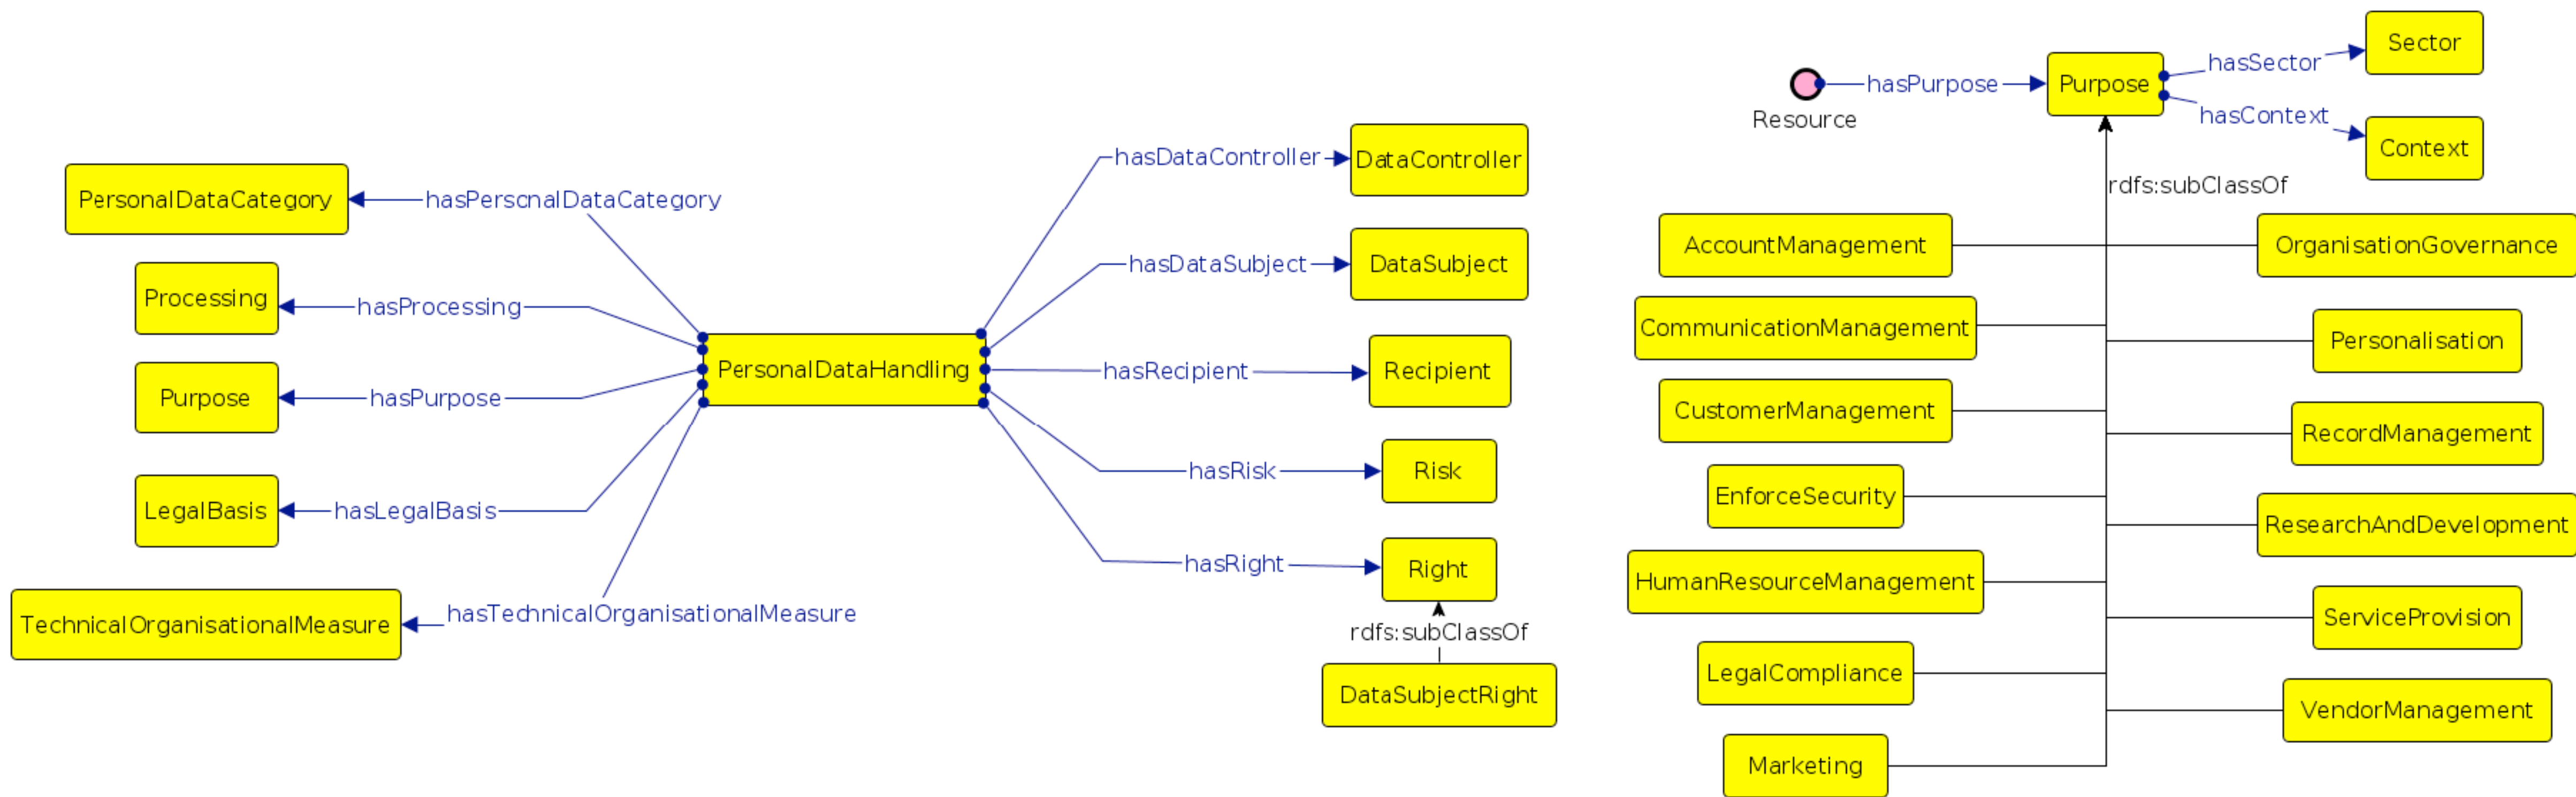 PersonalDataCategory
hasPersonalDataCategory
Processing
hasProcessing
Purpose
hasPurpose
LegalBasis
hasLegalBasis
TechnicalOrganisationalMeasure
hasTechnicalOrganisationalMeasure
PersonalDataHandling
hasDataController
DataController
hasDataSubject
DataSubject
hasRecipient
Recipient
hasRisk
Risk
hasRight
Right
rdfs:subClassOf
DataSubjectRight
Resource
hasPurpose
Purpose
hasSector
Sector
hasContext
Context
rdfs:subClassOf
AccountManagement
CommunicationManagement
CustomerManagement
EnforceSecurity
HumanResourceManagement
LegalCompliance
Marketing
OrganisationGovernance
Personalisation
RecordManagement
ResearchAndDevelopment
ServiceProvision
VendorManagement